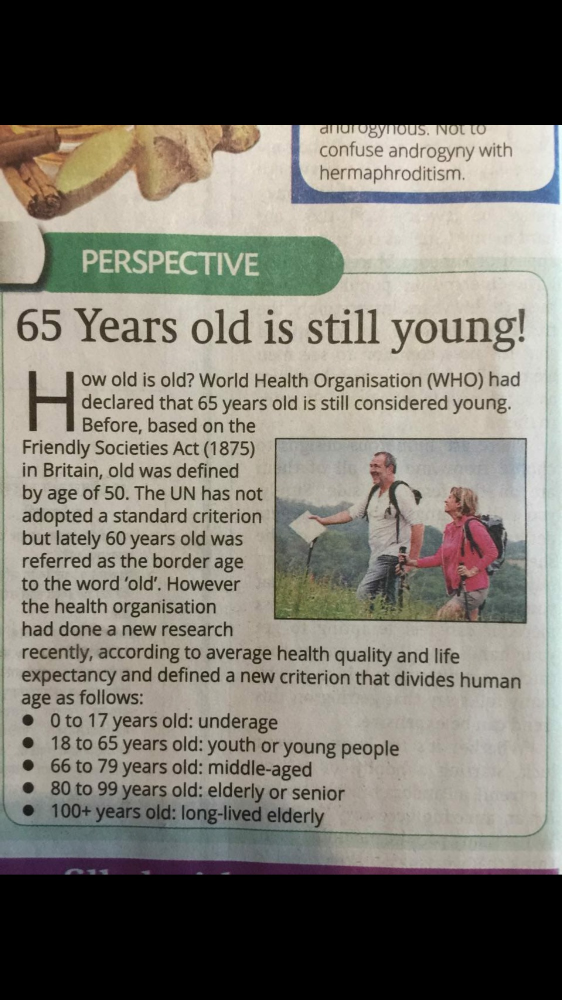 androgynous. Not to
confuse androgyny with
hermaphroditism.
PERSPECTIVE
65 Years old is still young!
How old is old? World Health Organisation (WHO) had
declared that 65 years old is still considered young.
Before, based on the
Friendly Societies Act (1875)
in Britain, old was defined
by age of 50. The UN has not
adopted a standard criterion
but lately 60 years old was
referred as the border age
to the word ‘old’. However
the health organisation
had done a new research
recently, according to average health quality and life
expectancy and defined a new criterion that divides human
age as follows:
● 0 to 17 years old: underage
● 18 to 65 years old: youth or young people
● 66 to 79 years old: middle-aged
● 80 to 99 years old: elderly or senior
● 100+ years old: long-lived elderly